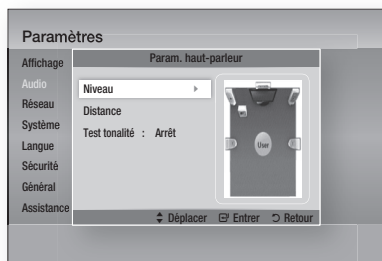 Paramètres
Affichage
Audio
Réseau
Système
Langue
Sécurité
Général
Assistance
Param. haut-parleur
Niveau
Distance
Test tonalité : Arrêt
User
Déplacer Entrer Retour